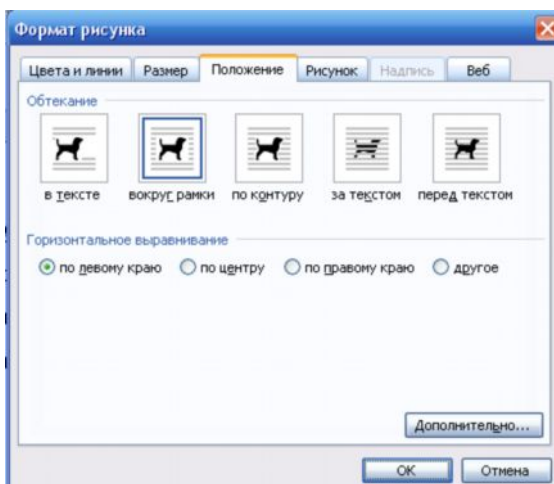 Формат рисунка
Цвета и линии Размер Положение Рисунок Надпись Веб
Обтекание
в тексте вокруг рамки по контуру за текстом перед текстом
Горизонтальное выравнивание
по левому краю по центру по правому краю другое
Дополнительно...
ОК Отмена